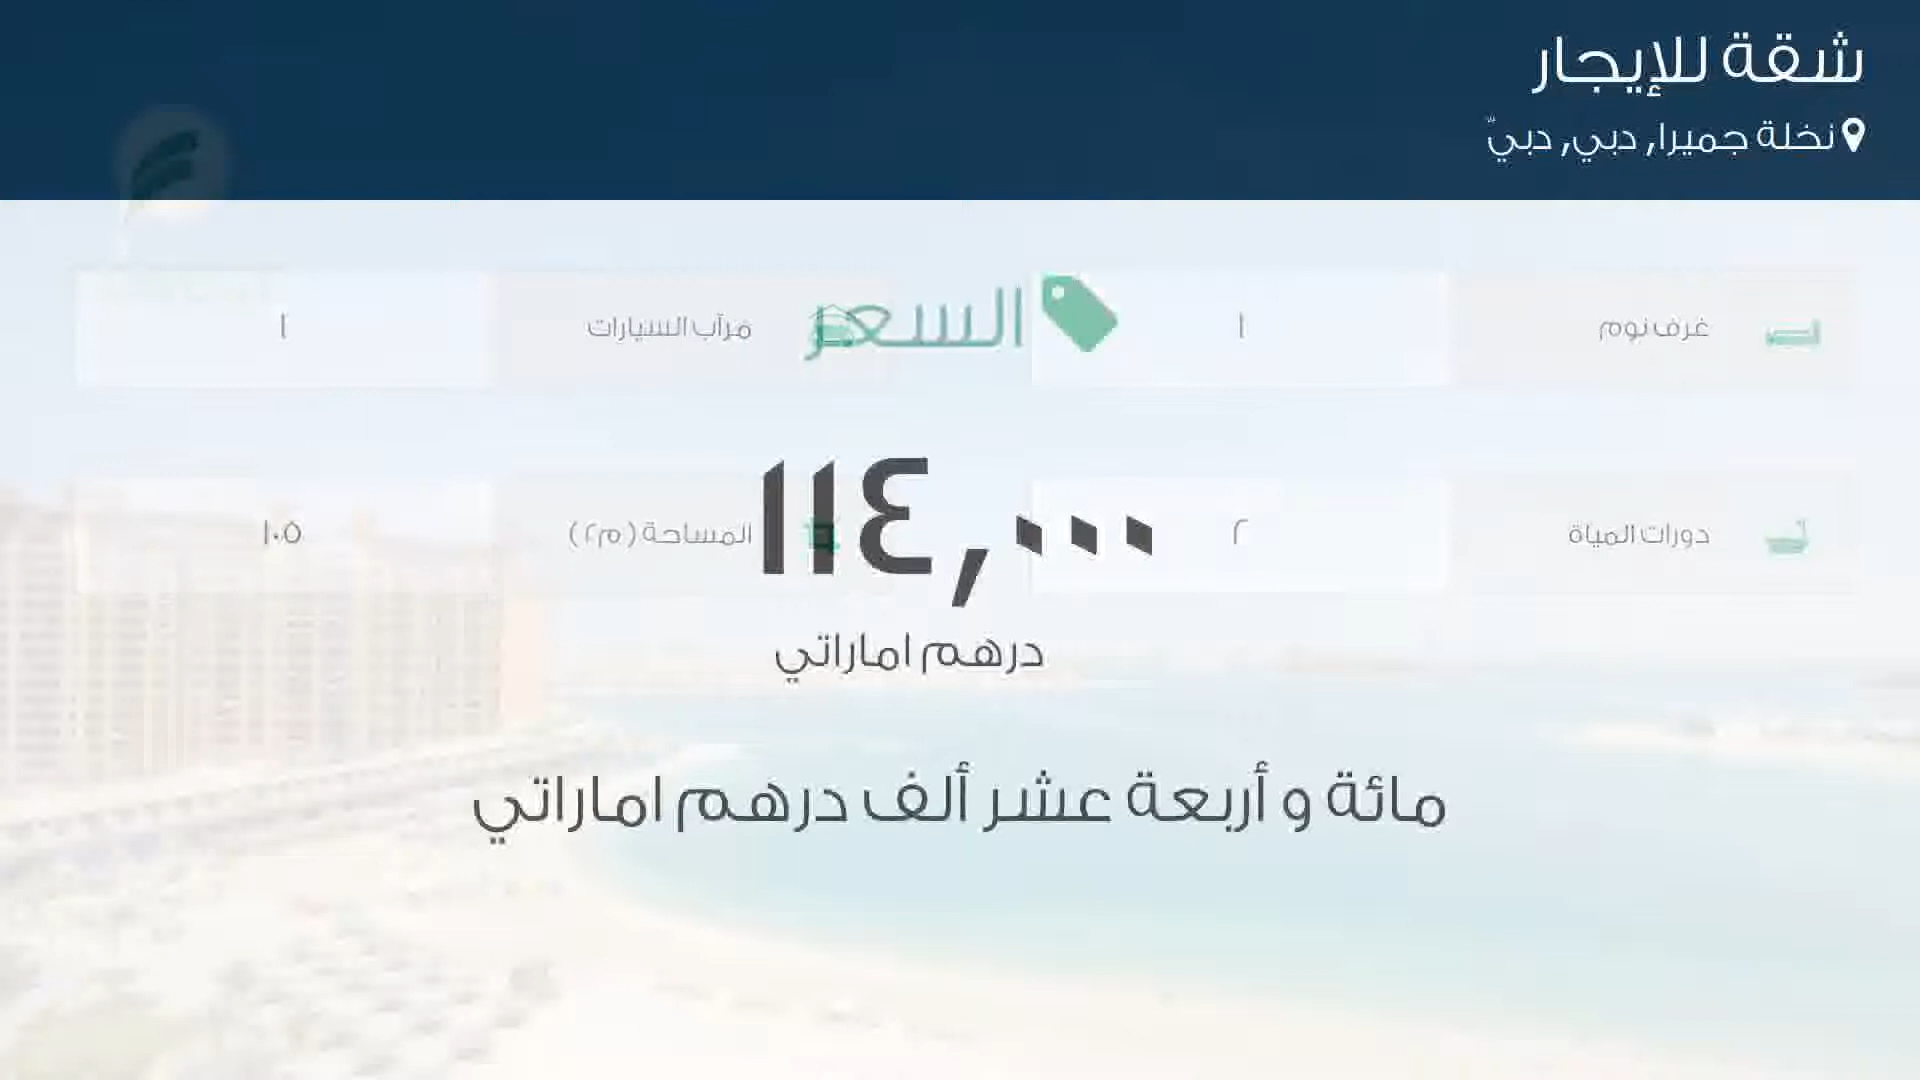 شقة للإيجار
نخلة جميرا, دبي, دبيّ
السعر
غرف نوم
١
مرآب السيارات
١
١١٤,٠٠٠
دورات المياة
٢
المساحة (م٢)
١٠٥
درهم اماراتي
مائة و أربعة عشر ألف درهم اماراتي